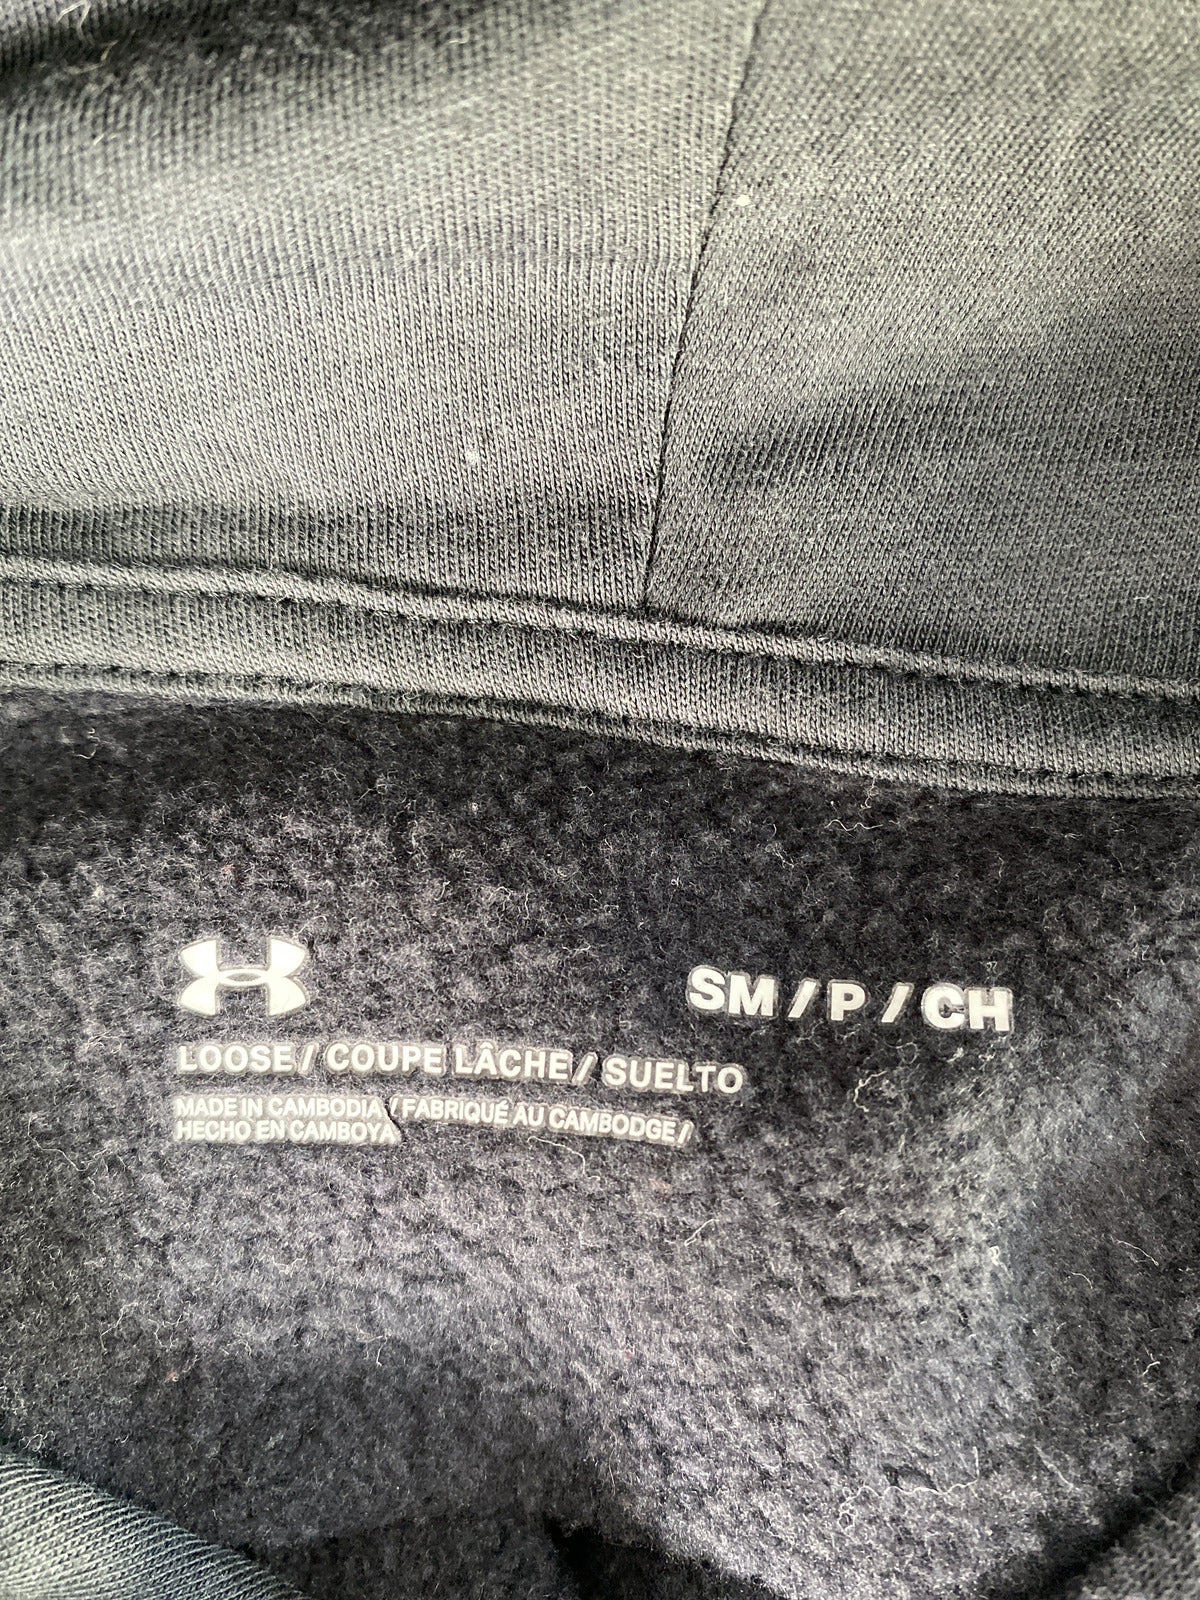 SM / P / CH
LOOSE / COUPE LÂCHE / SUELTO
MADE IN CAMBODIA / FABRIQUÉ AU CAMBODGE /
HECHO EN CAMBOYA